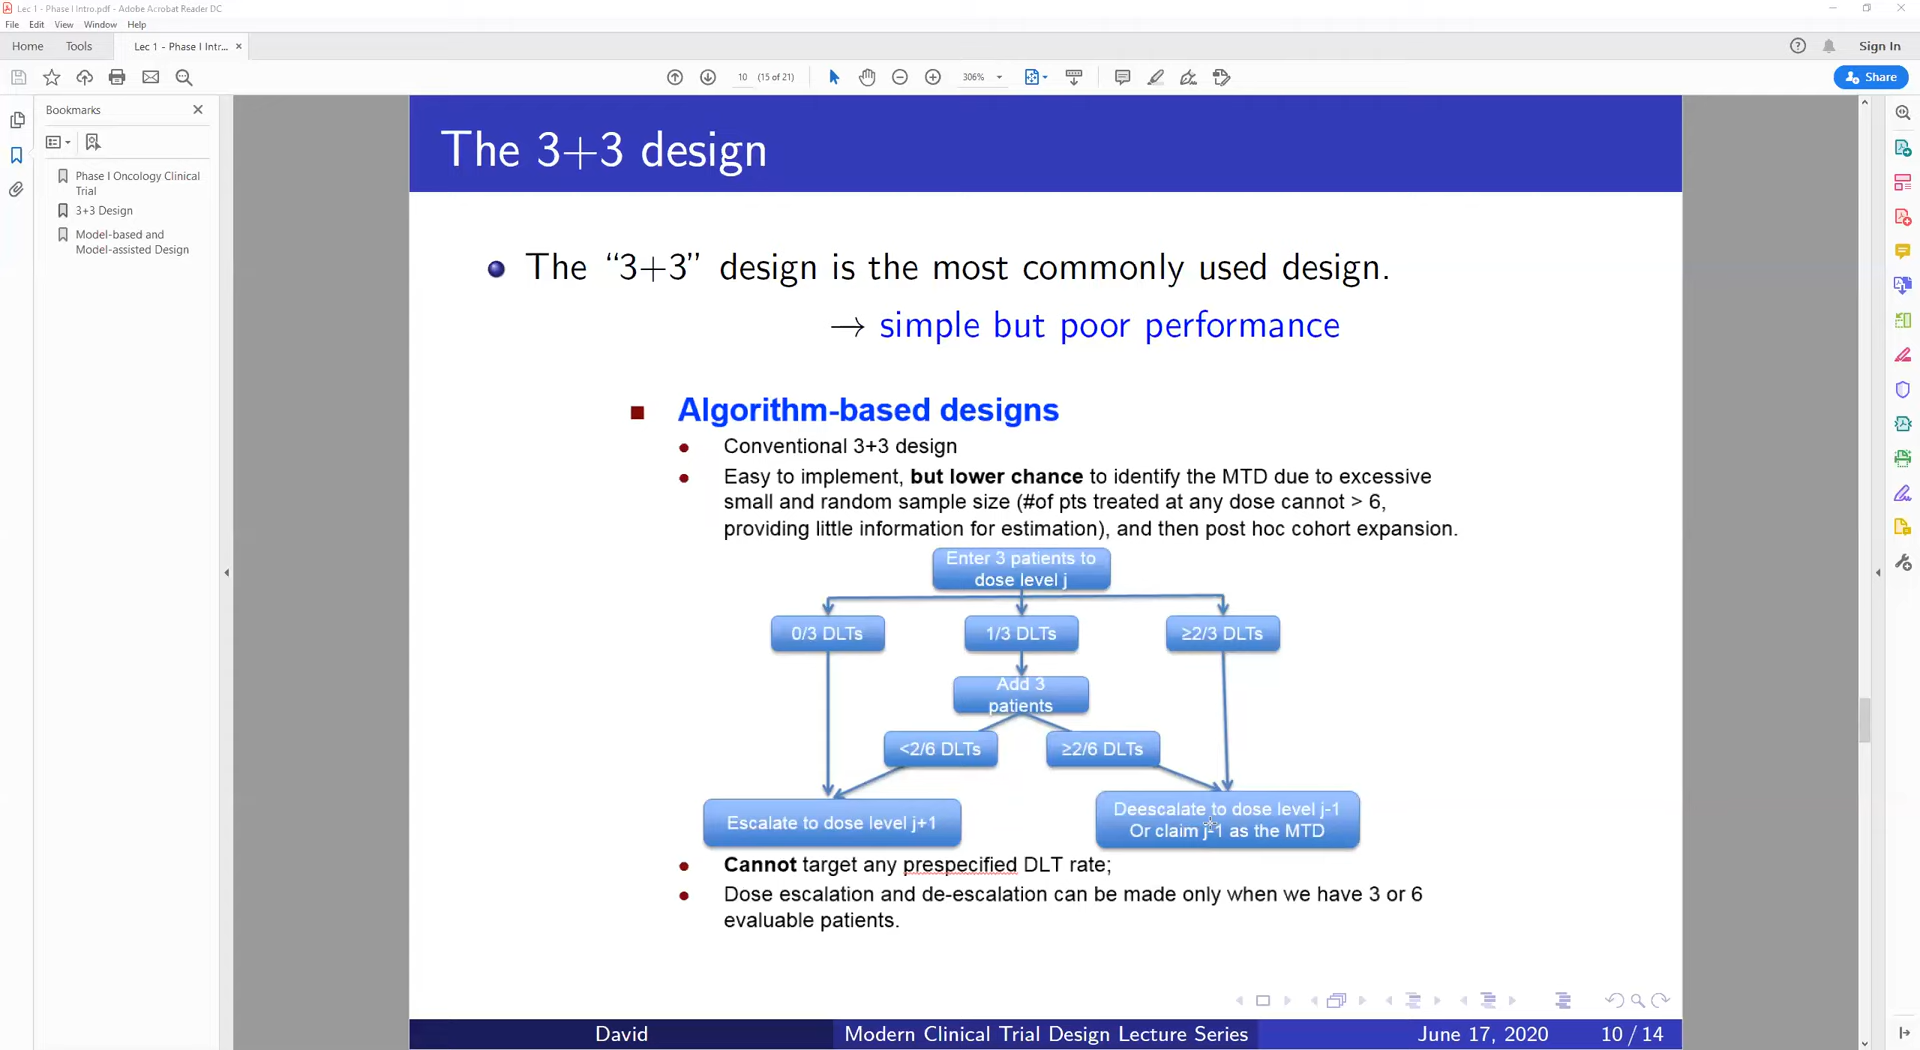 Lec 1 - Phase I Intro.pdf - Adobe Acrobat Reader DC
File Edit View Window Help
Home Tools Lec 1 - Phase I Intr... × Sign In
10 (15 of 21) 306% Share
Bookmarks
Phase I Oncology Clinical
Trial
3+3 Design
Model-based and
Model-assisted Design
The 3+3 design
The “3+3” design is the most commonly used design.
→ simple but poor performance
Algorithm-based designs
Conventional 3+3 design
Easy to implement, but lower chance to identify the MTD due to excessive
small and random sample size (#of pts treated at any dose cannot > 6,
providing little information for estimation), and then post hoc cohort expansion.
Enter 3 patients to
dose level j
0/3 DLTs 1/3 DLTs ≥2/3 DLTs
Add 3
patients
<2/6 DLTs ≥2/6 DLTs
Escalate to dose level j+1
Deescalate to dose level j-1
Or claim j-1 as the MTD
Cannot target any prespecified DLT rate;
Dose escalation and de-escalation can be made only when we have 3 or 6
evaluable patients.
David Modern Clinical Trial Design Lecture Series June 17, 2020 10 / 14